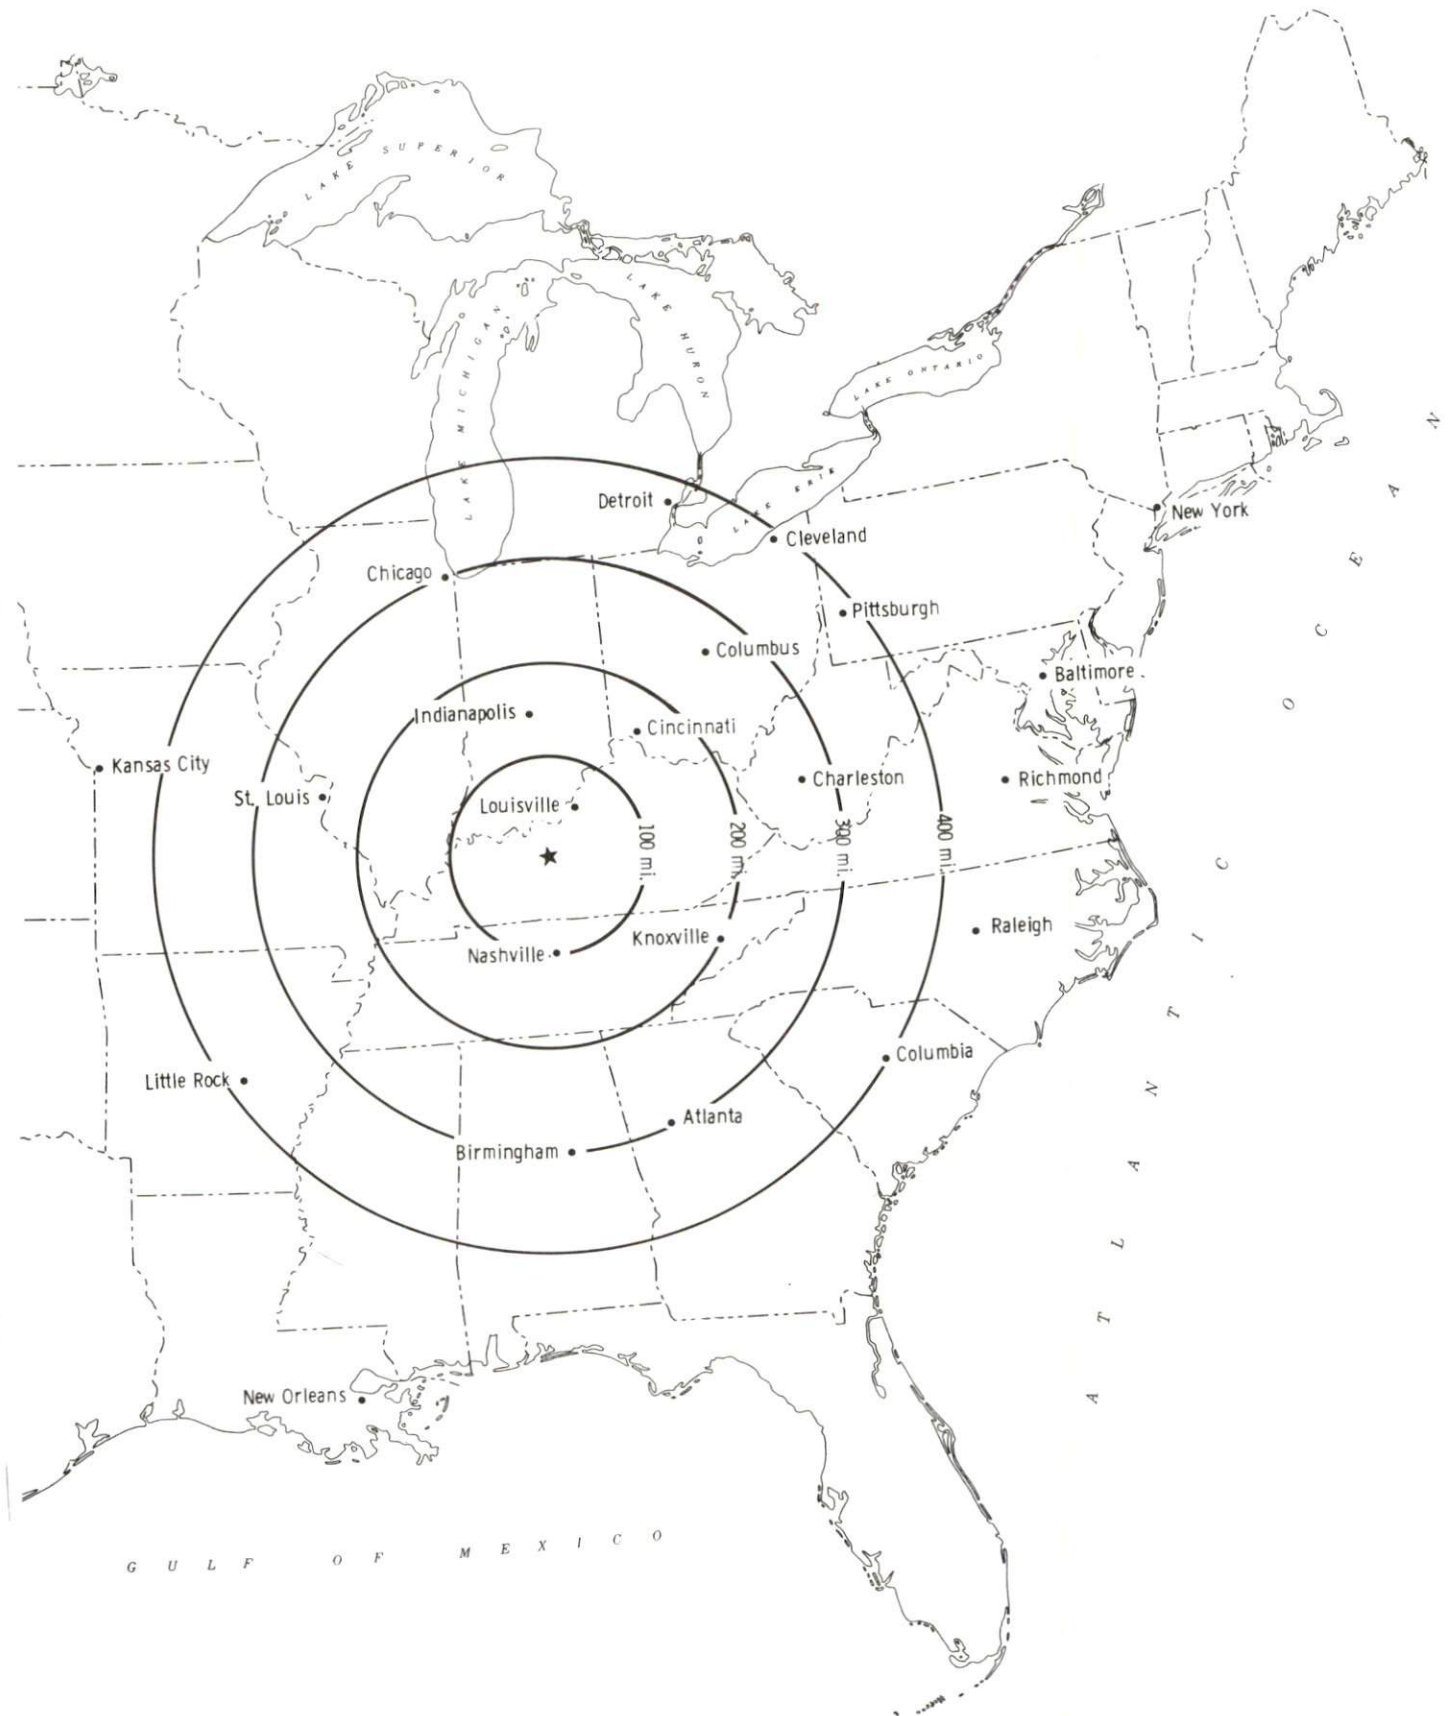 LAKE SUPERIOR
LAKE MICHIGAN
LAKE HURON
LAKE ONTARIO
LAKE ERIE
Detroit
Cleveland
New York
Chicago
Pittsburgh
Columbus
Baltimore
Indianapolis
Cincinnati
Kansas City
Charleston
Richmond
St. Louis
Louisville
100 mi.
200 mi.
300 mi.
400 mi.
Raleigh
Knoxville
Nashville
Columbia
Little Rock
Atlanta
Birmingham
New Orleans
ATLANTIC OCEAN
GULF OF MEXICO